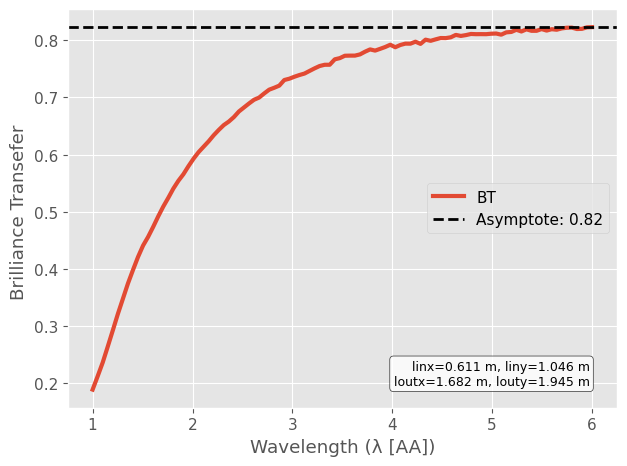 0.8
0.7
0.6
0.5
0.4
0.3
0.2
Brilliance Transefer
BT
Asymptote: 0.82
linx=0.611 m, liny=1.046 m
loutx=1.682 m, louty=1.945 m
1 2 3 4 5 6
Wavelength (λ [AA])